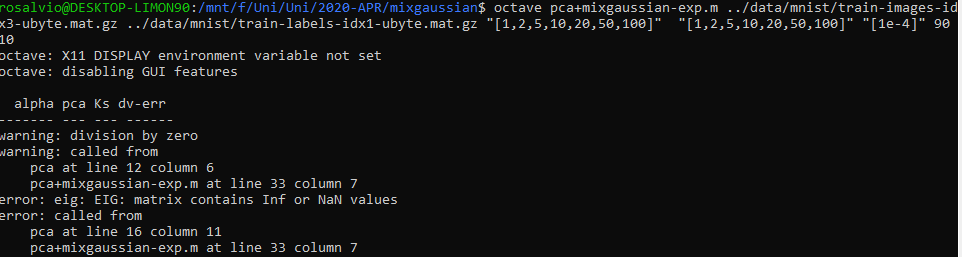 rosalvio@DESKTOP-LIMON90:/mnt/f/Uni/Uni/2020-APR/mixgaussian$ octave pca+mixgaussian-exp.m ../data/mnist/train-images-id
x3-ubyte.mat.gz ../data/mnist/train-labels-idx1-ubyte.mat.gz "[1,2,5,10,20,50,100]"  "[1,2,5,10,20,50,100]" "[1e-4]" 90
10
octave: X11 DISPLAY environment variable not set
octave: disabling GUI features
  alpha pca Ks dv-err
------- --- --- ------
warning: division by zero
warning: called from
    pca at line 12 column 6
    pca+mixgaussian-exp.m at line 33 column 7
error: eig: EIG: matrix contains Inf or NaN values
error: called from
    pca at line 16 column 11
    pca+mixgaussian-exp.m at line 33 column 7